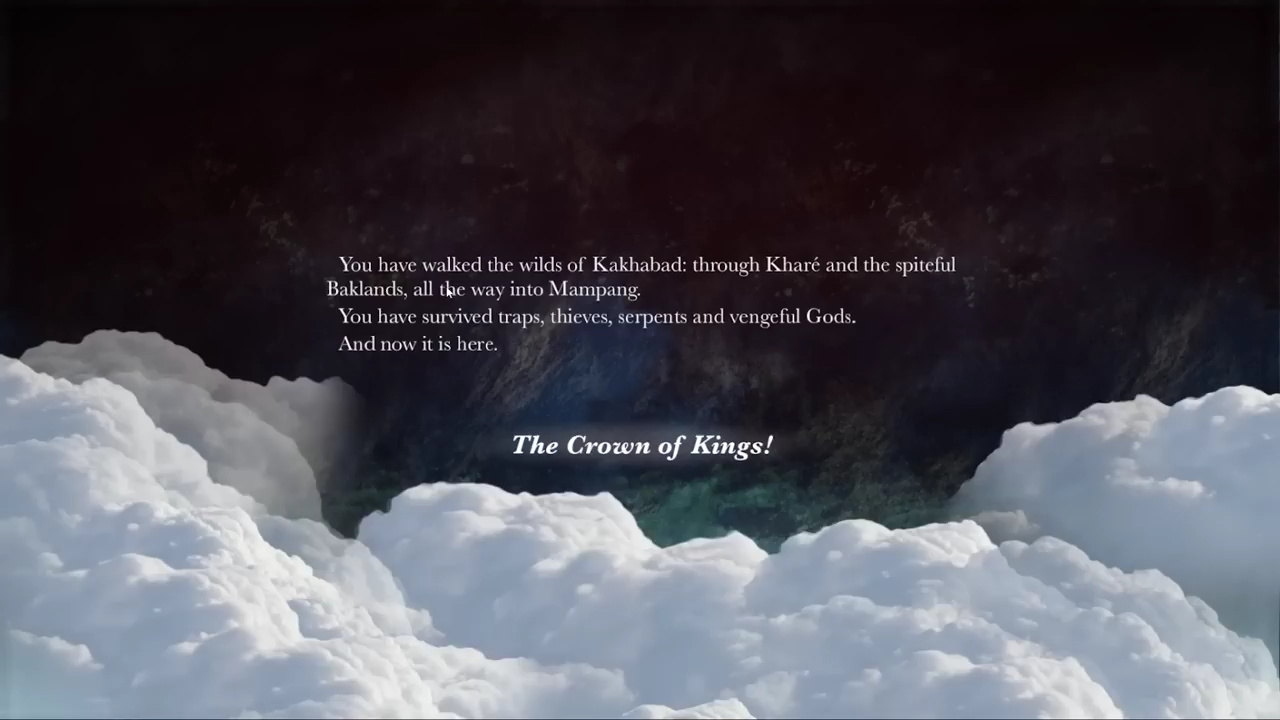 You have walked the wilds of Kakhabad: through Kharé and the spiteful
Baklands, all the way into Mampang.
You have survived traps, thieves, serpents and vengeful Gods.
And now it is here.
The Crown of Kings!